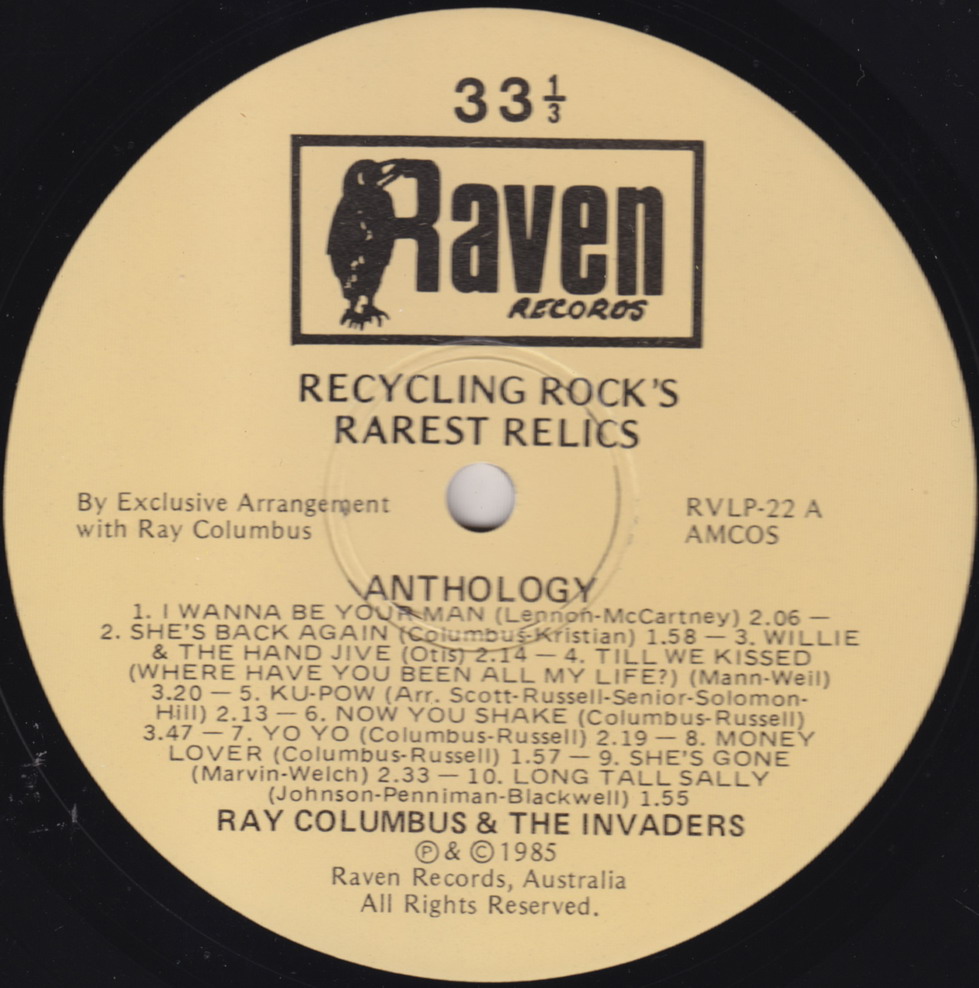 33 1/3
Raven
RECORDS
RECYCLING ROCK'S
RAREST RELICS
By Exclusive Arrangement
with Ray Columbus
RVLP-22 A
AMCOS
ANTHOLOGY
1. I WANNA BE YOUR MAN (Lennon-McCartney) 2.06 —
2. SHE'S BACK AGAIN (Columbus-Kristian) 1.58 — 3. WILLIE
& THE HAND JIVE (Otis) 2.14 — 4. TILL WE KISSED
(WHERE HAVE YOU BEEN ALL MY LIFE?) (Mann-Weil)
3.20 — 5. KU-POW (Arr. Scott-Russell-Senior-Solomon-
Hill) 2.13 — 6. NOW YOU SHAKE (Columbus-Russell)
3.47 — 7. YO YO (Columbus-Russell) 2.19 — 8. MONEY
LOVER (Columbus-Russell) 1.57 — 9. SHE'S GONE
(Marvin-Welch) 2.33 — 10. LONG TALL SALLY
(Johnson-Penniman-Blackwell) 1.55
RAY COLUMBUS & THE INVADERS
Ⓟ & © 1985
Raven Records, Australia
All Rights Reserved.